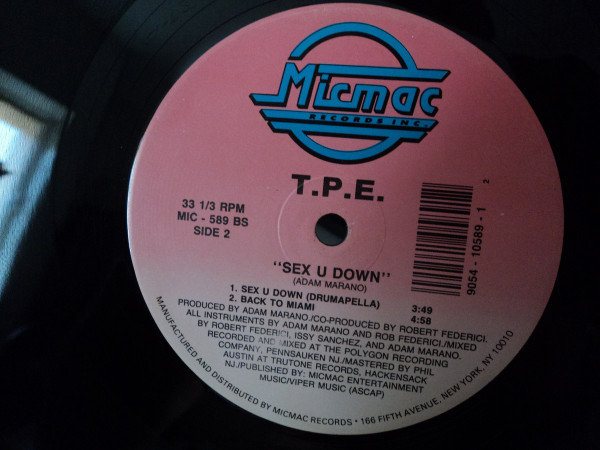 Micmac
RECORDS INC.
T.P.E.
33 1/3 RPM
MIC - 589 BS
SIDE 2
2
9054 - 10589 - 1
"SEX U DOWN"
(ADAM MARANO)
1. SEX U DOWN (DRUMAPELLA) 3:49
2. BACK TO MIAMI 4:58
PRODUCED BY ADAM MARANO./CO-PRODUCED BY ROBERT FEDERICI.
ALL INSTRUMENTS BY ADAM MARANO AND ROB FEDERICI./MIXED
BY ROBERT FEDERICI, ISSY SANCHEZ, AND ADAM MARANO.
RECORDED AND MIXED AT THE POLYGON RECORDING
COMPANY, PENNSAUKEN NJ./MASTERED BY PHIL
AUSTIN AT TRUTONE RECORDS, HACKENSACK
NJ./PUBLISHED BY: MICMAC ENTERTAINMENT
MUSIC/VIPER MUSIC (ASCAP)
MANUFACTURED AND DISTRIBUTED BY MICMAC RECORDS • 166 FIFTH AVENUE, NEW YORK, NY 10010